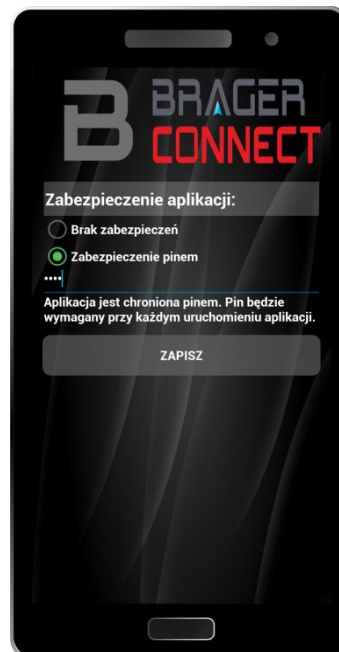 B BRAGER
CONNECT
Zabezpieczenie aplikacji:
Brak zabezpieczeń
Zabezpieczenie pinem
••••
Aplikacja jest chroniona pinem. Pin będzie
wymagany przy każdym uruchomieniu aplikacji.
ZAPISZ